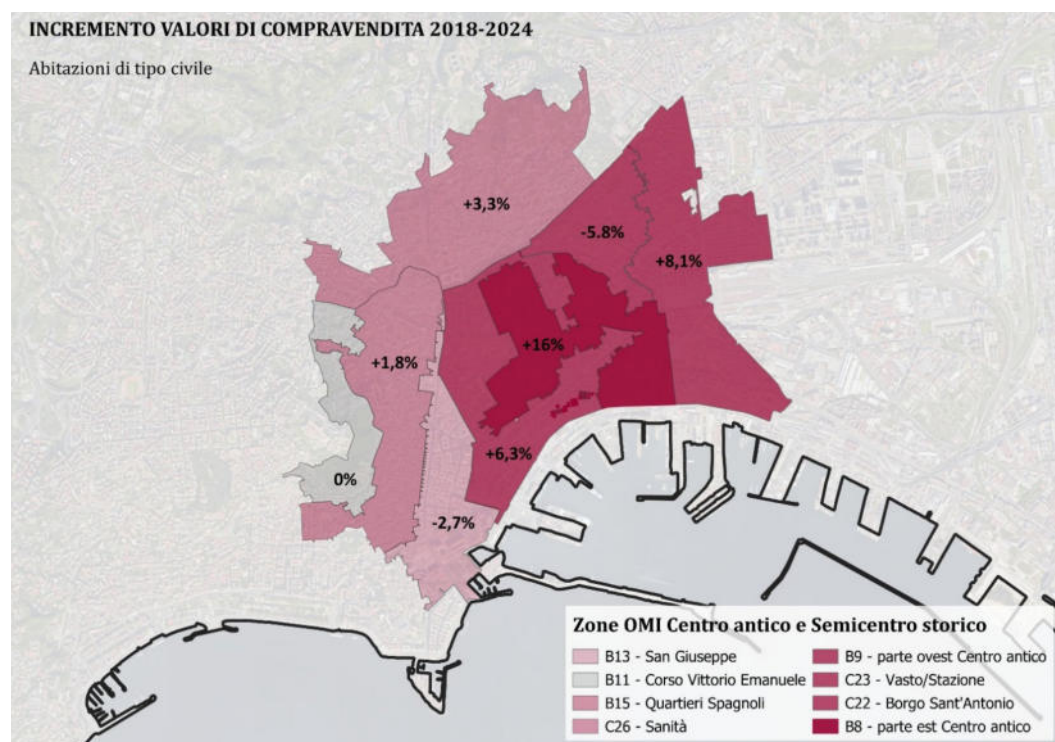 INCREMENTO VALORI DI COMPRAVENDITA 2018-2024
Abitazioni di tipo civile
+3,3%
-5.8%
+8,1%
+16%
+1,8%
+6,3%
0%
-2,7%
Zone OMI Centro antico e Semicentro storico
B13 - San Giuseppe
B11 - Corso Vittorio Emanuele
B15 - Quartieri Spagnoli
C26 - Sanità
B9 - parte ovest Centro antico
C23 - Vasto/Stazione
C22 - Borgo Sant'Antonio
B8 - parte est Centro antico